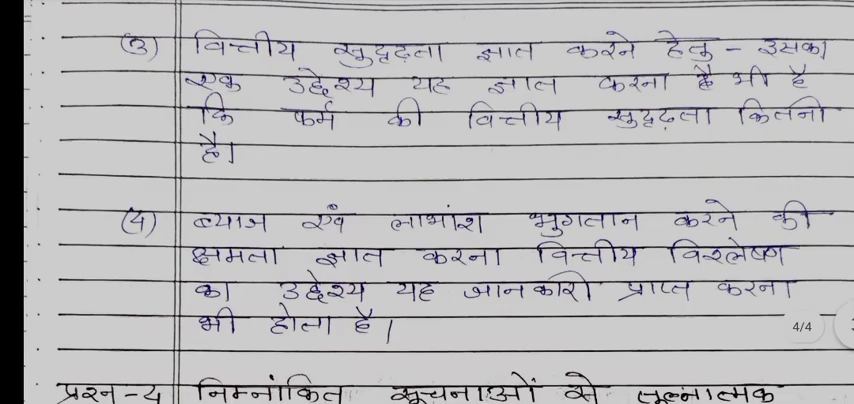 (3) वित्तीय सुदृढ़ता ज्ञात करने हेतु - इसका
एक उद्देश्य यह ज्ञात करना है भी है
कि फर्म की वित्तीय सुदृढ़ता कितनी
है।
(4) ब्याज एवं लाभांश भुगतान करने की
क्षमता ज्ञात करना वित्तीय विश्लेषण
का उद्देश्य यह जानकारी प्राप्त करना
भी होता है।
4/4
प्रश्न-4 निम्नांकित सूचनाओं से तुलनात्मक